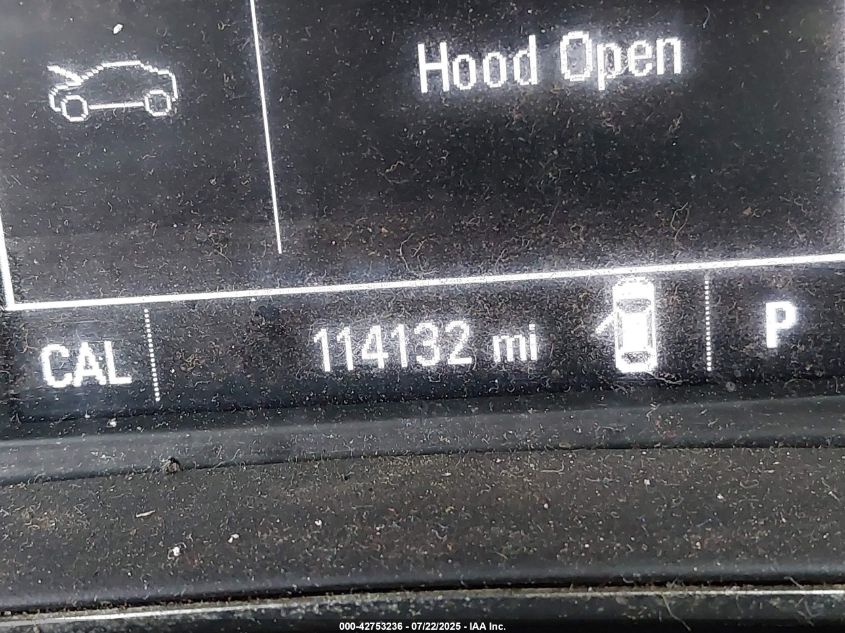 Hood Open
CAL 114132 mi P
000-42753236 - 07/22/2025 - IAA Inc.